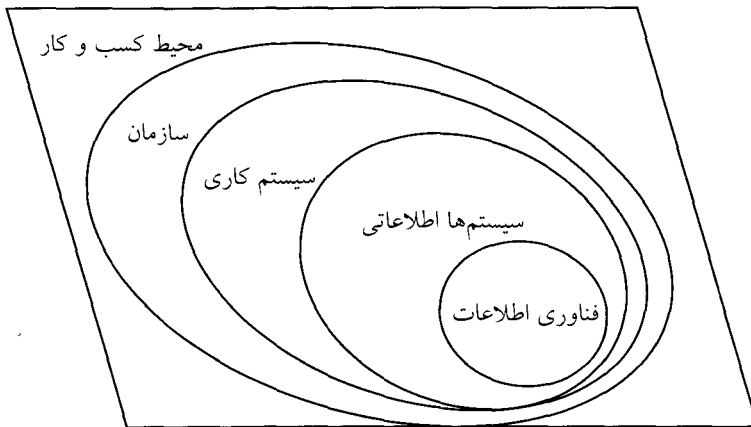 محیط کسب و کار
سازمان
سیستم کاری
سیستم‌ها اطلاعاتی
فناوری اطلاعات